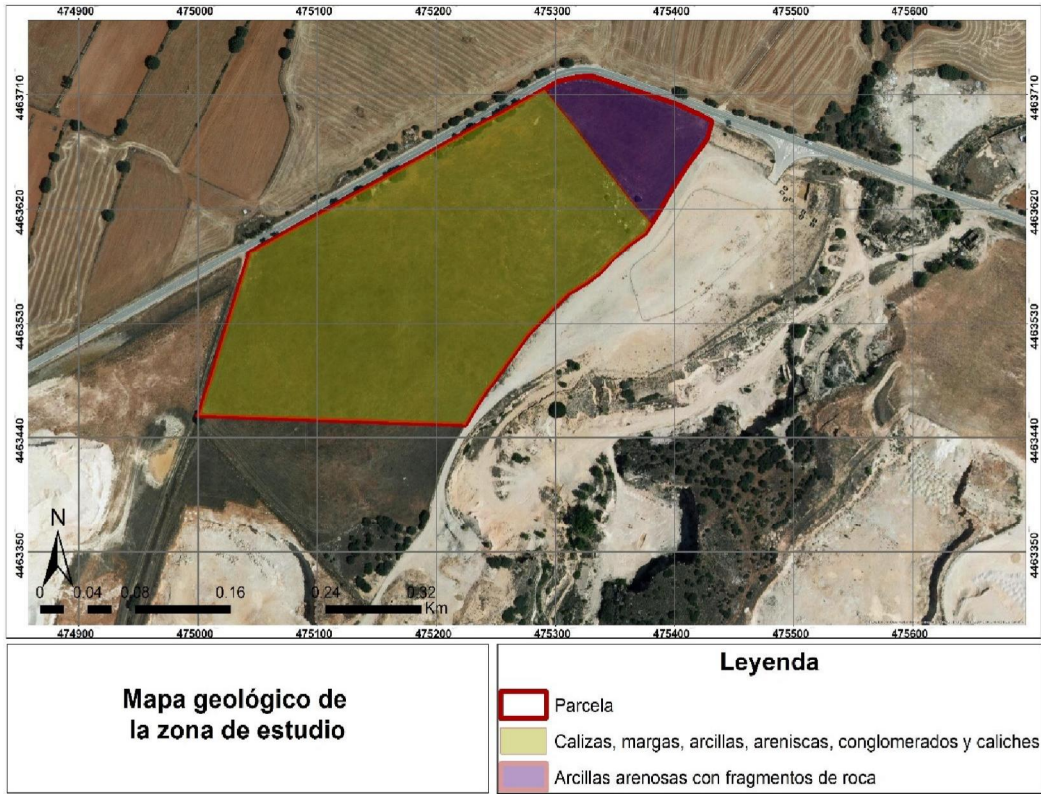 474900 475000 475100 475200 475300 475400 475500 475600
4463710 4463710
4463620 4463620
4463530 4463530
4463440 4463440
4463350 4463350
N
0 0.04 0.08 0.16 0.24 0.32
Km
474900 475000 475100 475200 475300 475400 475500 475600
Mapa geológico de
la zona de estudio
Leyenda
Parcela
Calizas, margas, arcillas, areniscas, conglomerados y caliches
Arcillas arenosas con fragmentos de roca